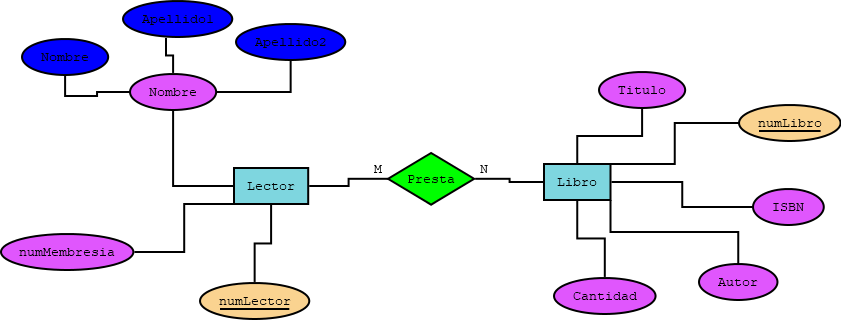 Apellido1
Apellido2
Nombre
Nombre
Titulo
numLibro
M
N
Presta
Lector
Libro
ISBN
numMembresia
numLector
Cantidad
Autor